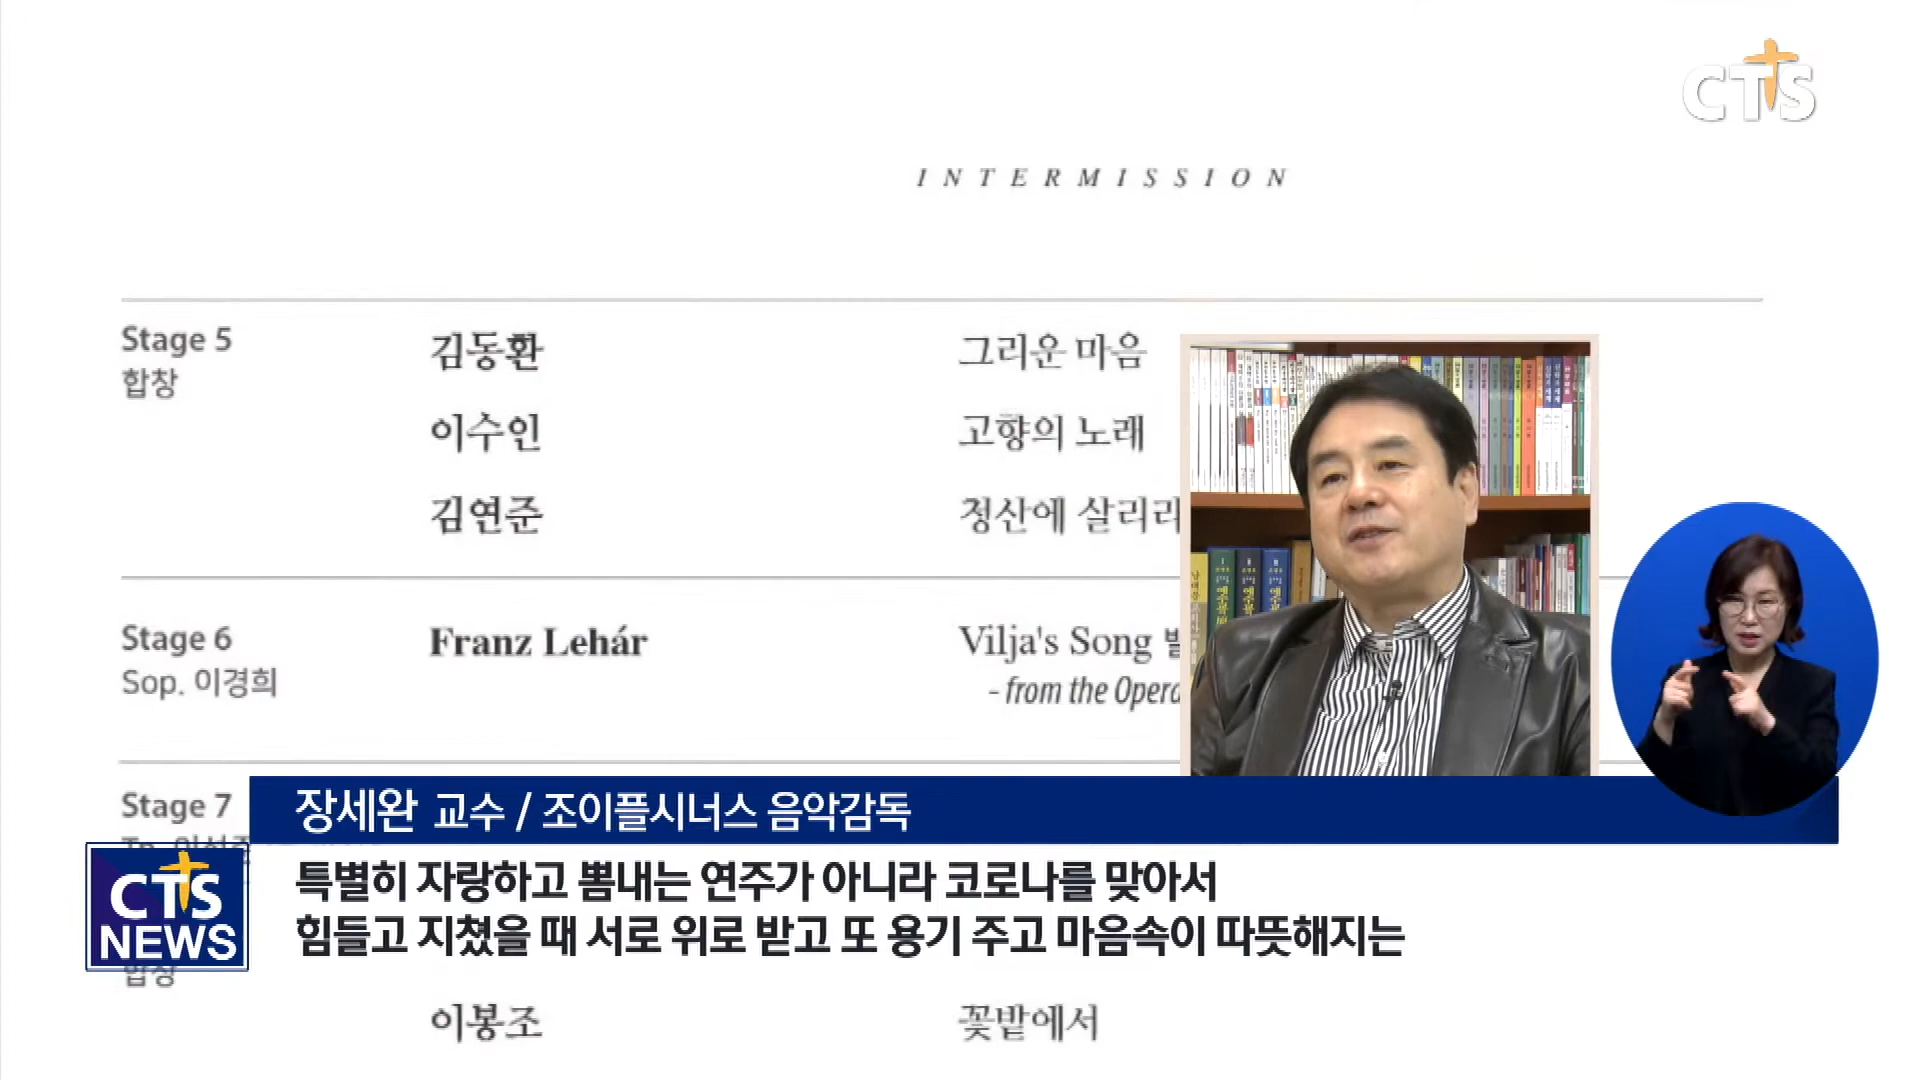 CTS
INTERMISSION
Stage 5
합창
김동환
그리운 마음
이수인
고향의 노래
김연준
청산에 살리라
Stage 6
Sop. 이경희
Franz Lehár
Vilja's Song
- from the Opera
Stage 7
장세완 교수 / 조이플시너스 음악감독
CTS
NEWS
특별히 자랑하고 뽐내는 연주가 아니라 코로나를 맞아서
힘들고 지쳤을 때 서로 위로 받고 또 용기 주고 마음속이 따뜻해지는
합창
이봉조
꽃밭에서